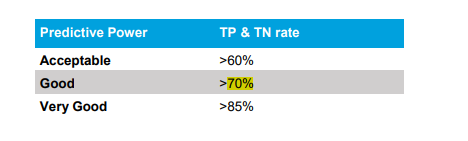 Predictive Power TP & TN rate
Acceptable >60%
Good >70%
Very Good >85%